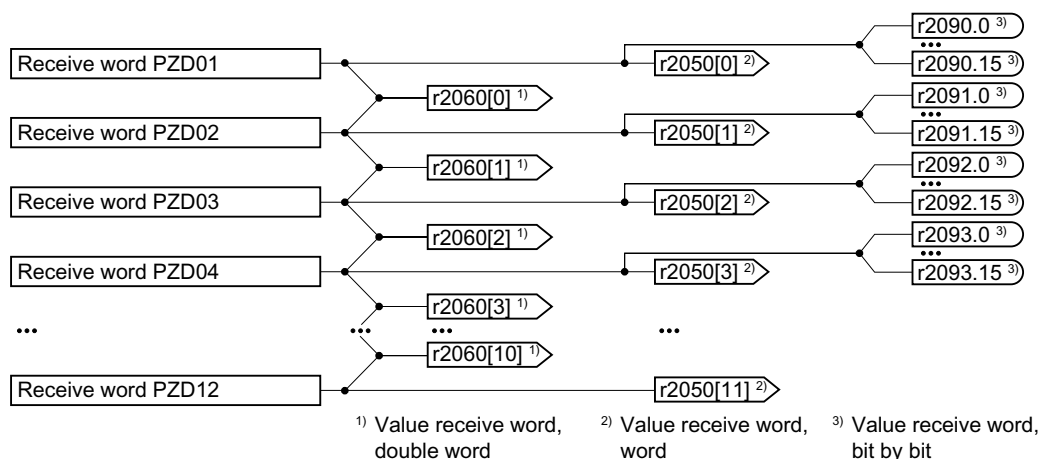 r2090.0 3)
•••
Receive word PZD01 r2050[0] 2) r2090.15 3)
r2060[0] 1) r2091.0 3)
•••
Receive word PZD02 r2050[1] 2) r2091.15 3)
r2060[1] 1) r2092.0 3)
•••
Receive word PZD03 r2050[2] 2) r2092.15 3)
r2060[2] 1) r2093.0 3)
•••
Receive word PZD04 r2050[3] 2) r2093.15 3)
r2060[3] 1)
••• ••• ••• •••
r2060[10] 1)
Receive word PZD12 r2050[11] 2)
1) Value receive word, 2) Value receive word, 3) Value receive word,
double word word bit by bit